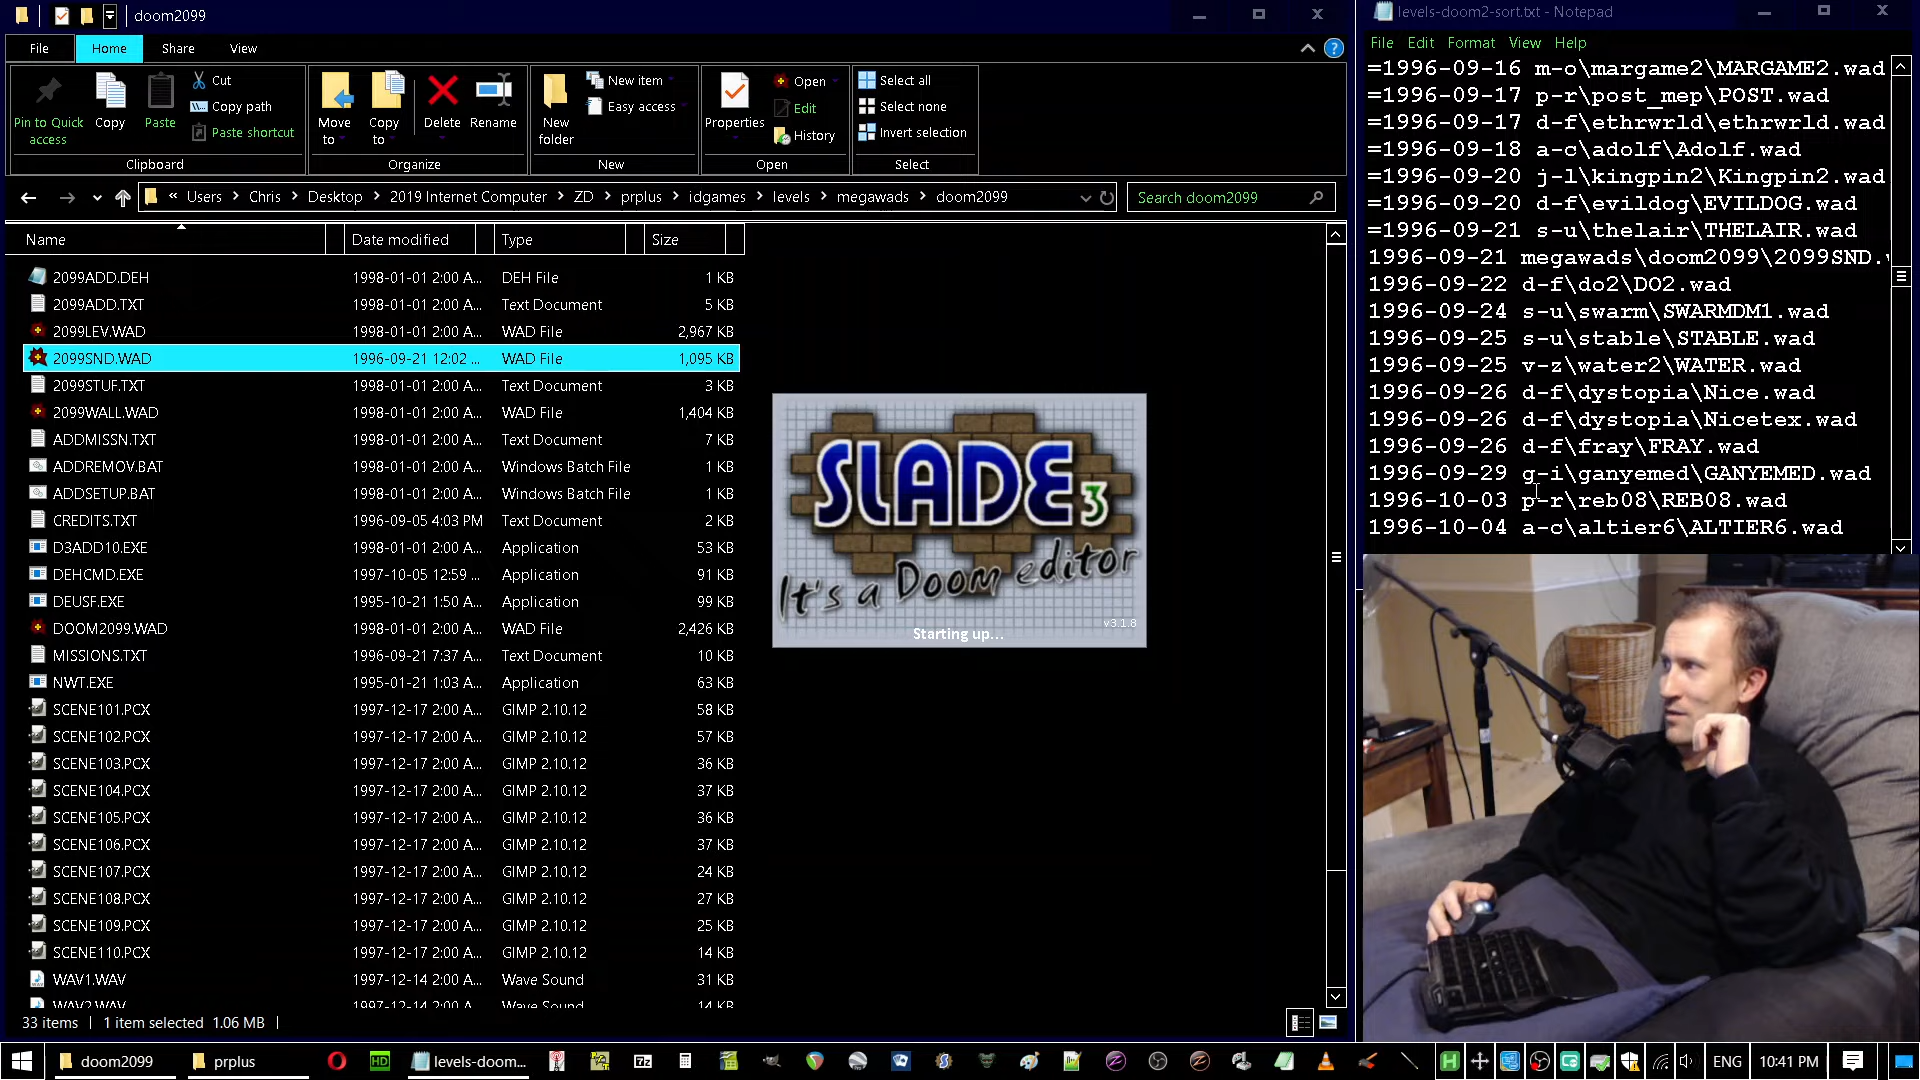 doom2099
File
Home
Share
View
Pin to Quick access
Copy
Paste
Cut
Copy path
Paste shortcut
Clipboard
Move to
Copy to
Delete
Rename
Organize
New folder
New item
Easy access
New
Properties
Open
Edit
History
Open
Select all
Select none
Invert selection
Select
« Users > Chris > Desktop > 2019 Internet Computer > ZD > prplus > idgames > levels > megawads > doom2099
Search doom2099
Name Date modified Type Size
2099ADD.DEH 1998-01-01 2:00 A... DEH File 1 KB
2099ADD.TXT 1998-01-01 2:00 A... Text Document 5 KB
2099LEV.WAD 1998-01-01 2:00 A... WAD File 2,967 KB
2099SND.WAD 1996-09-21 12:02 ... WAD File 1,095 KB
2099STUF.TXT 1998-01-01 2:00 A... Text Document 3 KB
2099WALL.WAD 1998-01-01 2:00 A... WAD File 1,404 KB
ADDMISSN.TXT 1998-01-01 2:00 A... Text Document 7 KB
ADDREMOV.BAT 1998-01-01 2:00 A... Windows Batch File 1 KB
ADDSETUP.BAT 1998-01-01 2:00 A... Windows Batch File 1 KB
CREDITS.TXT 1996-09-05 4:03 PM Text Document 2 KB
D3ADD10.EXE 1998-01-01 2:00 A... Application 53 KB
DEHCMD.EXE 1997-10-05 12:59 ... Application 91 KB
DEUSF.EXE 1995-10-21 1:50 A... Application 99 KB
DOOM2099.WAD 1998-01-01 2:00 A... WAD File 2,426 KB
MISSIONS.TXT 1996-09-21 7:37 A... Text Document 10 KB
NWT.EXE 1995-01-21 1:03 A... Application 63 KB
SCENE101.PCX 1997-12-17 2:00 A... GIMP 2.10.12 58 KB
SCENE102.PCX 1997-12-17 2:00 A... GIMP 2.10.12 57 KB
SCENE103.PCX 1997-12-17 2:00 A... GIMP 2.10.12 36 KB
SCENE104.PCX 1997-12-17 2:00 A... GIMP 2.10.12 37 KB
SCENE105.PCX 1997-12-17 2:00 A... GIMP 2.10.12 36 KB
SCENE106.PCX 1997-12-17 2:00 A... GIMP 2.10.12 37 KB
SCENE107.PCX 1997-12-17 2:00 A... GIMP 2.10.12 24 KB
SCENE108.PCX 1997-12-17 2:00 A... GIMP 2.10.12 27 KB
SCENE109.PCX 1997-12-17 2:00 A... GIMP 2.10.12 25 KB
SCENE110.PCX 1997-12-17 2:00 A... GIMP 2.10.12 14 KB
WAV1.WAV 1997-12-14 2:00 A... Wave Sound 31 KB
WAV2.WAV 1997-12-14 2:00 A... Wave Sound 14 KB
33 items | 1 item selected 1.06 MB |
SLADE 3
It's a Doom editor
v3.1.8
Starting up...
levels-doom2-sort.txt - Notepad
File Edit Format View Help
=1996-09-16 m-o\margame2\MARGAME2.wad
=1996-09-17 p-r\post_mep\POST.wad
=1996-09-17 d-f\ethrwrld\ethrwrld.wad
=1996-09-18 a-c\adolf\Adolf.wad
=1996-09-20 j-l\kingpin2\Kingpin2.wad
=1996-09-20 d-f\evildog\EVILDOG.wad
=1996-09-21 s-u\thelair\THELAIR.wad
1996-09-21 megawads\doom2099\2099SND.
1996-09-22 d-f\do2\DO2.wad
1996-09-24 s-u\swarm\SWARMDM1.wad
1996-09-25 s-u\stable\STABLE.wad
1996-09-25 v-z\water2\WATER.wad
1996-09-26 d-f\dystopia\Nice.wad
1996-09-26 d-f\dystopia\Nicetex.wad
1996-09-26 d-f\fray\FRAY.wad
1996-09-29 g-i\ganyemed\GANYEMED.wad
1996-10-03 p-r\reb08\REB08.wad
1996-10-04 a-c\altier6\ALTIER6.wad
doom2099
prplus
HD
levels-doom...
7z
ENG
10:41 PM